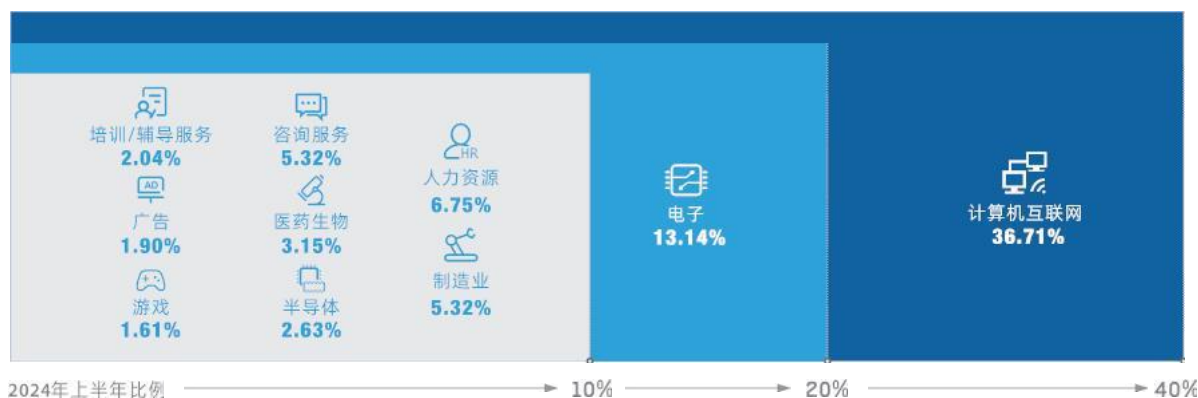 培训/辅导服务
2.04%
AD
广告
1.90%
游戏
1.61%
咨询服务
5.32%
医药生物
3.15%
半导体
2.63%
HR
人力资源
6.75%
制造业
5.32%
电子
13.14%
计算机互联网
36.71%
2024年上半年比例 10% 20% 40%